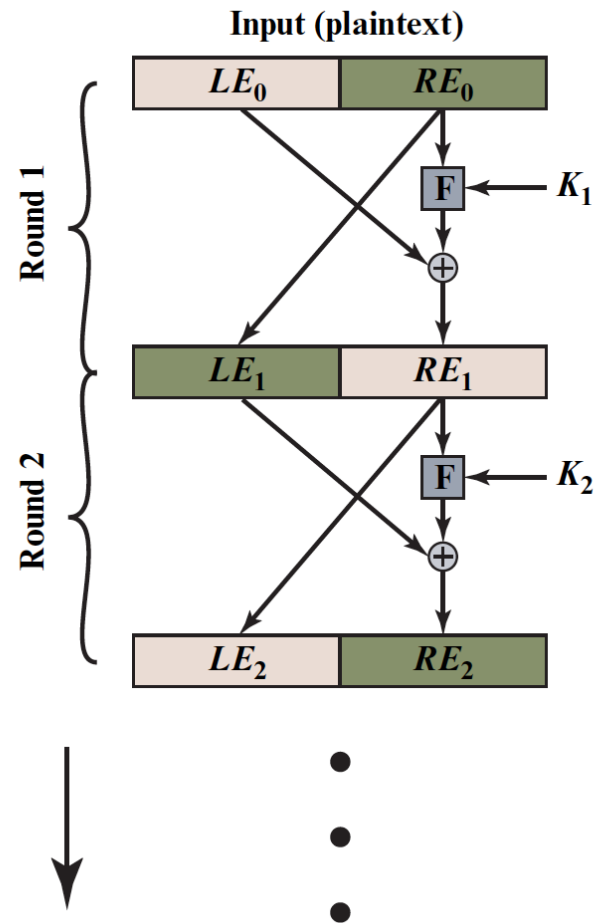 Input (plaintext)
LE₀ RE₀
Round 1
F
K₁
+
LE₁ RE₁
Round 2
F
K₂
+
LE₂ RE₂